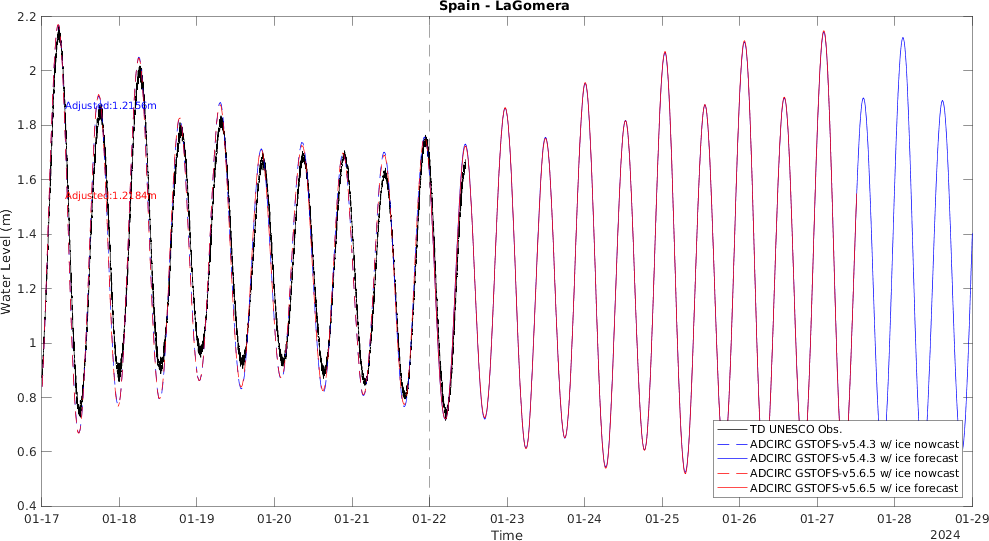 Spain - LaGomera
2.2
2
1.8
1.6
1.4
1.2
1
0.8
0.6
0.4
Water Level (m)
Adjusted:1.2156m
Adjusted:1.2184m
TD UNESCO Obs.
ADCIRC GSTOFS-v5.4.3 w/ ice nowcast
ADCIRC GSTOFS-v5.4.3 w/ ice forecast
ADCIRC GSTOFS-v5.6.5 w/ ice nowcast
ADCIRC GSTOFS-v5.6.5 w/ ice forecast
01-17 01-18 01-19 01-20 01-21 01-22 01-23 01-24 01-25 01-26 01-27 01-28 01-29
Time
2024